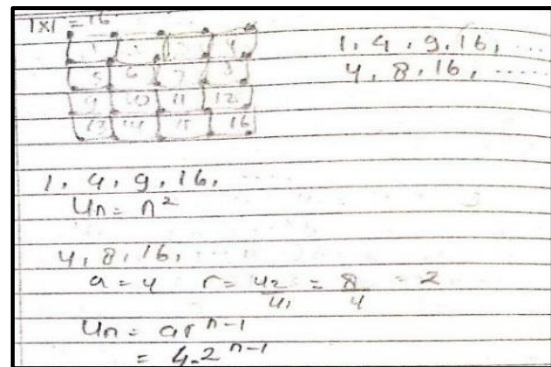 1x1 = 16
1 2 3 4
5 6 7 8
9 10 11 12
13 14 15 16
1, 4, 9, 16, ...
4, 8, 16, ......
1, 4, 9, 16,
Un = n²
4, 8, 16, ....
a = 4 r = U2/U1 = 8/4 = 2
Un = ar^n-1
= 4.2^n-1